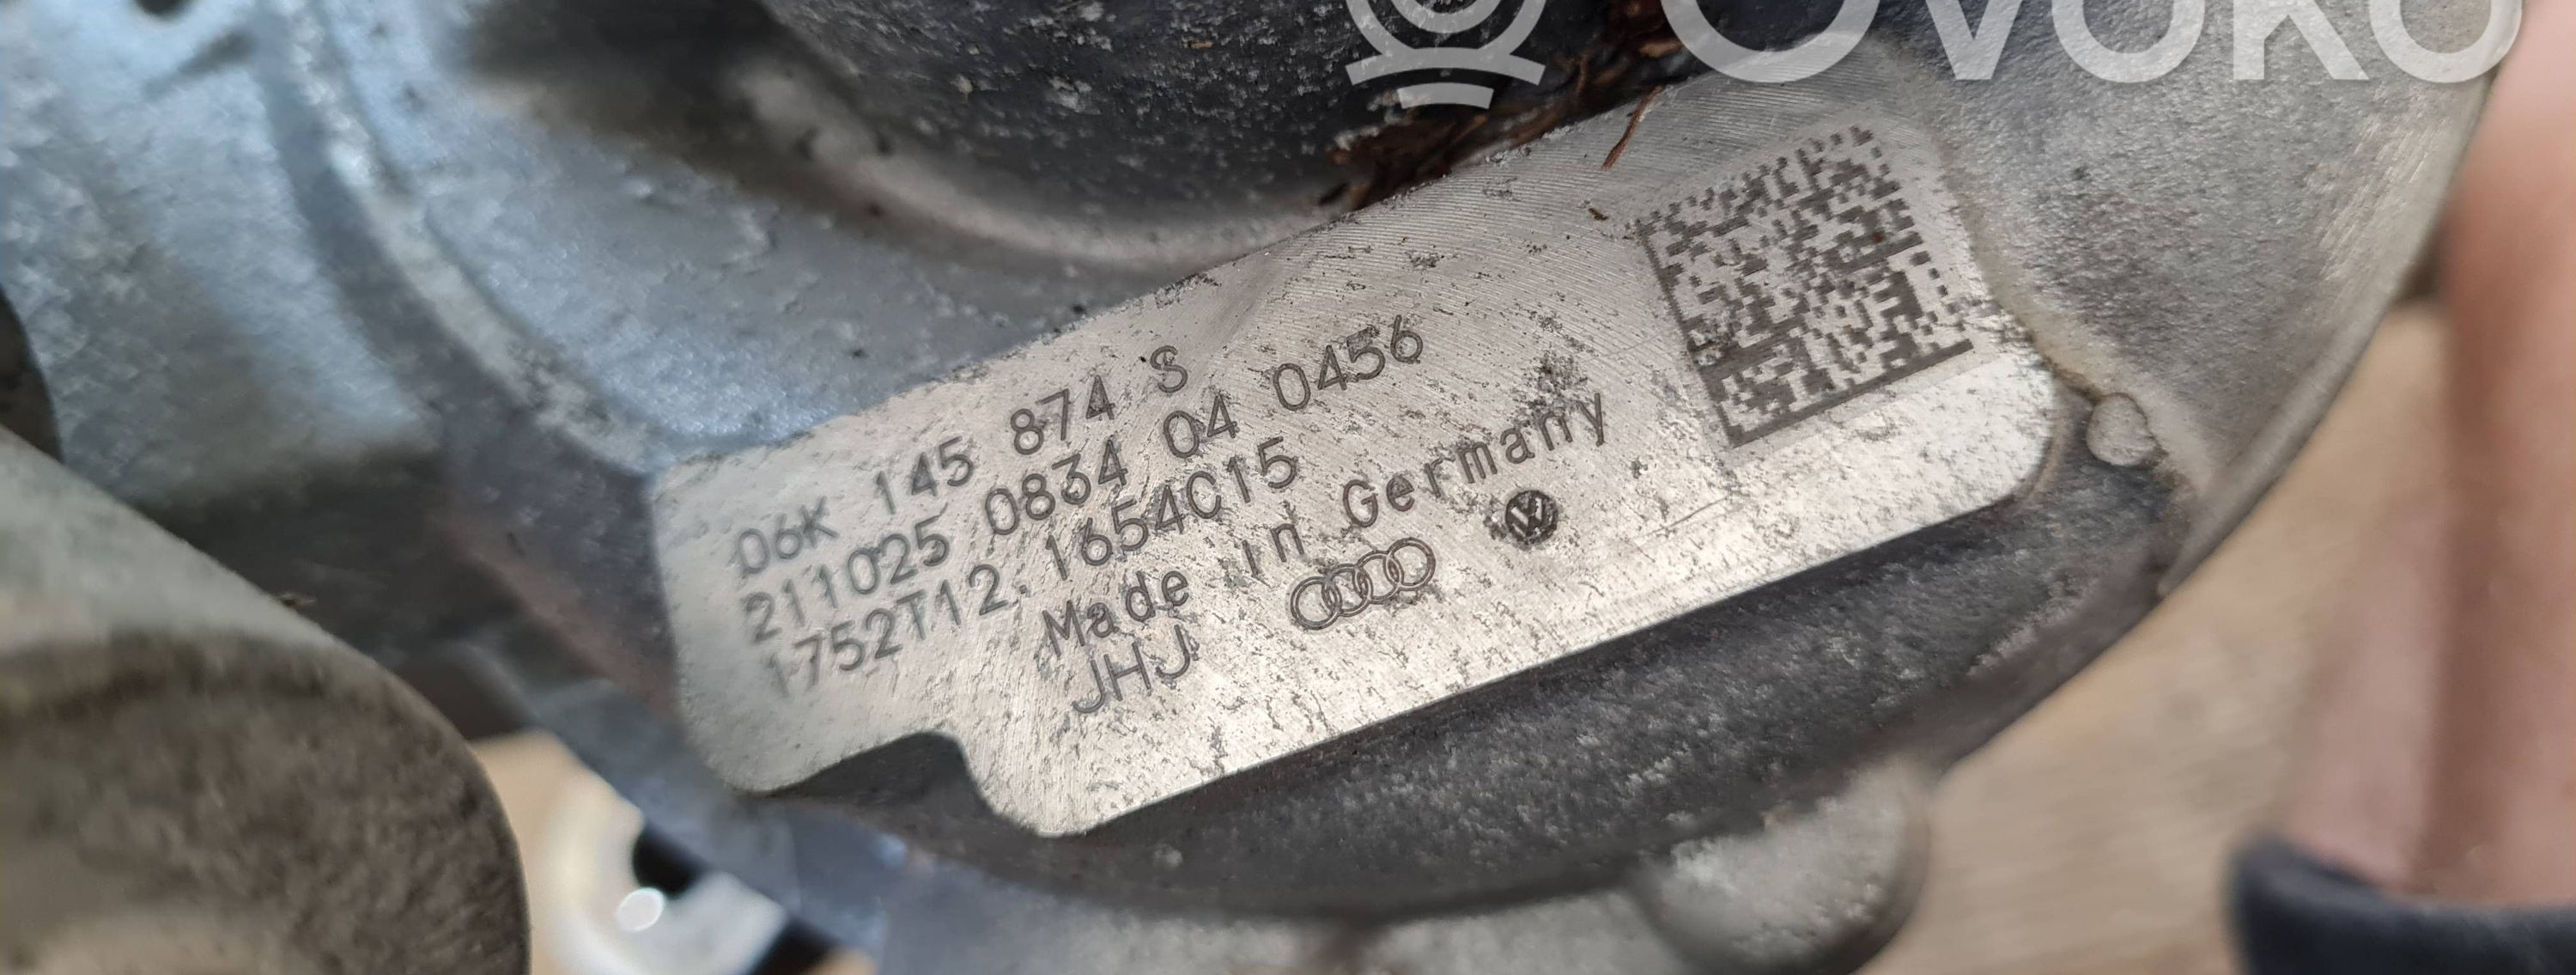 OVOKO
06K 145 874 S
211025 0834 04 0456
1752T12.1654C15
Made in Germany
JHJ